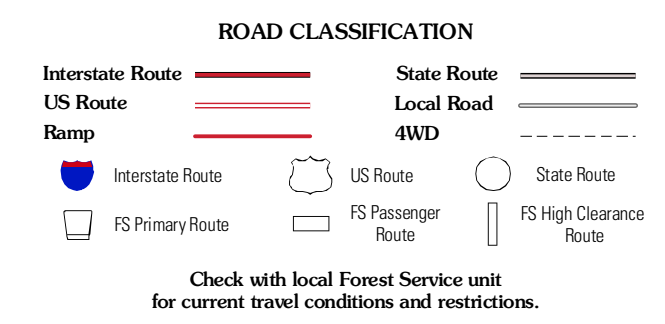 ROAD CLASSIFICATION
Interstate Route
State Route
US Route
Local Road
Ramp
4WD
Interstate Route
US Route
State Route
FS Primary Route
FS Passenger
Route
FS High Clearance
Route
Check with local Forest Service unit
for current travel conditions and restrictions.